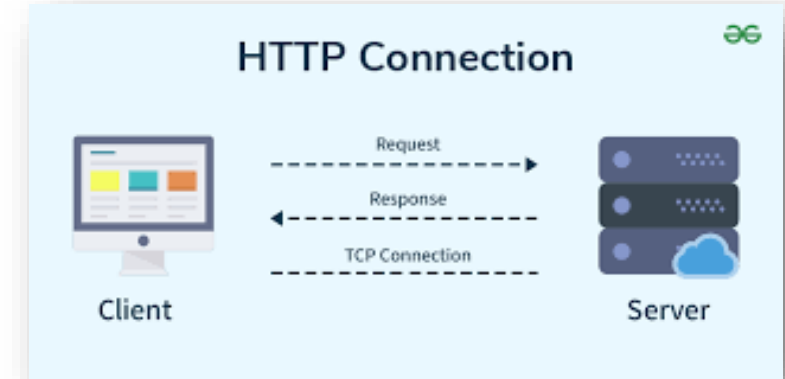 HTTP Connection
Request
Response
TCP Connection
Client
Server